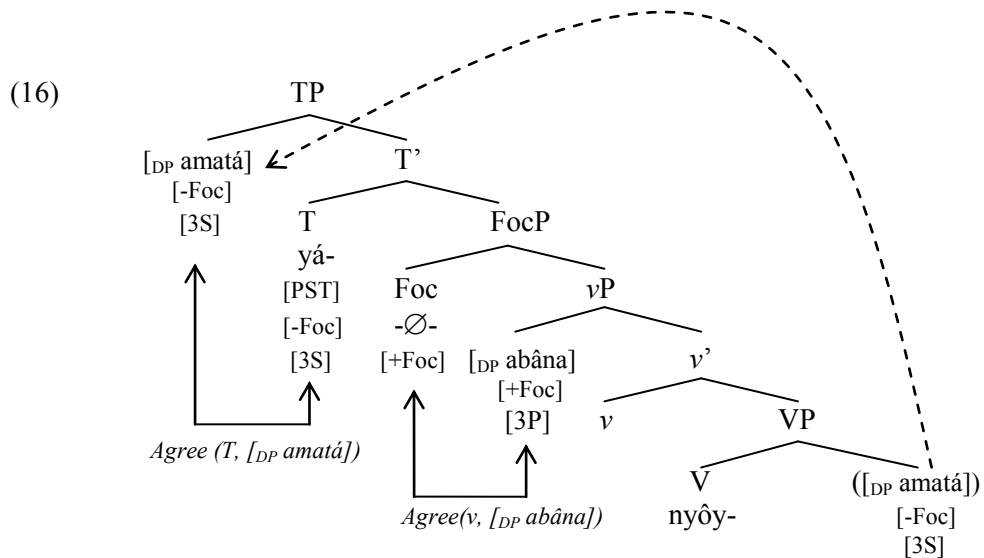 (16)
TP
[DP amatá] T’
[-Foc]
[3S] T FocP
yá-
[PST] Foc vP
[-Foc] -∅-
[3S] [+Foc] [DP abâna] v’
[+Foc]
[3P] v VP
Agree (T, [DP amatá])
V ([DP amatá])
Agree(v, [DP abâna]) nyôy- [-Foc]
[3S]